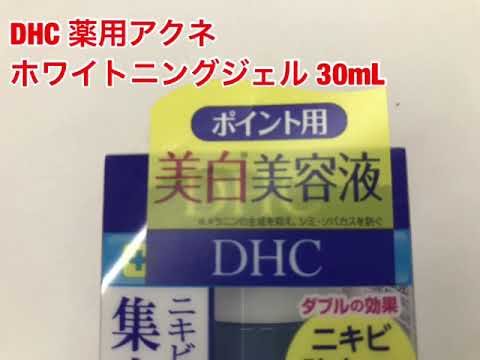 DHC 薬用アクネ
ホワイトニングジェル 30mL
ポイント用
美白美容液
※メラニンの生成を抑え、シミ・ソバカスを防ぐ
DHC
ニキビ
集
ダブルの効果
ニキビ